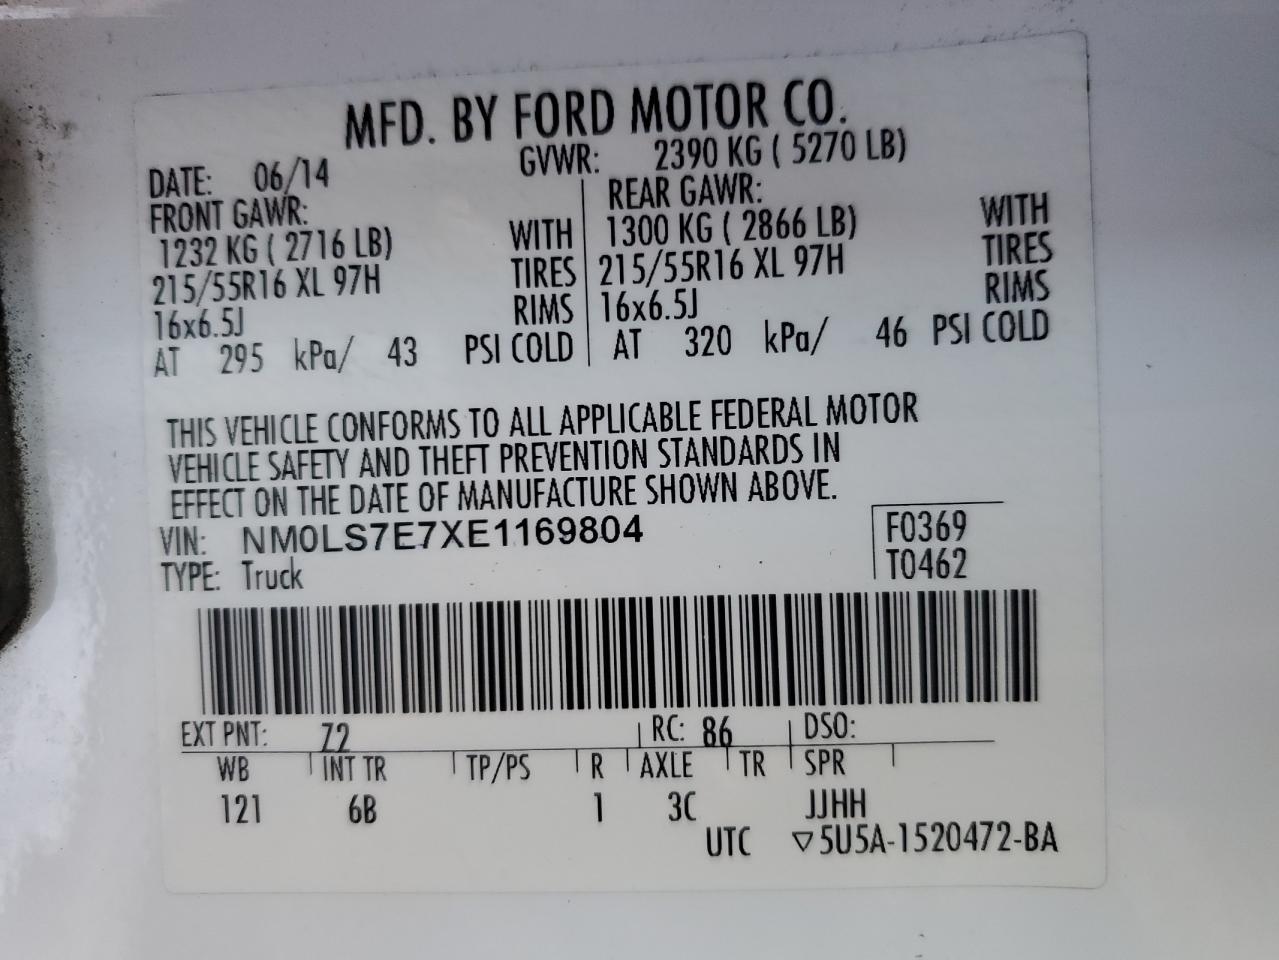 MFD. BY FORD MOTOR CO.
DATE: 06/14 GVWR: 2390 KG ( 5270 LB)
FRONT GAWR: REAR GAWR:
1232 KG ( 2716 LB) WITH 1300 KG ( 2866 LB) WITH
215/55R16 XL 97H TIRES 215/55R16 XL 97H TIRES
16x6.5J RIMS 16x6.5J RIMS
AT 295 kPa/ 43 PSI COLD AT 320 kPa/ 46 PSI COLD
THIS VEHICLE CONFORMS TO ALL APPLICABLE FEDERAL MOTOR
VEHICLE SAFETY AND THEFT PREVENTION STANDARDS IN
EFFECT ON THE DATE OF MANUFACTURE SHOWN ABOVE.
VIN: NM0LS7E7XE1169804 F0369
TYPE: Truck T0462
EXT PNT: Z2 RC: 86 DSO:
WB INT TR TP/PS R AXLE TR SPR
121 6B 1 3C JJHH
UTC ▽5U5A-1520472-BA